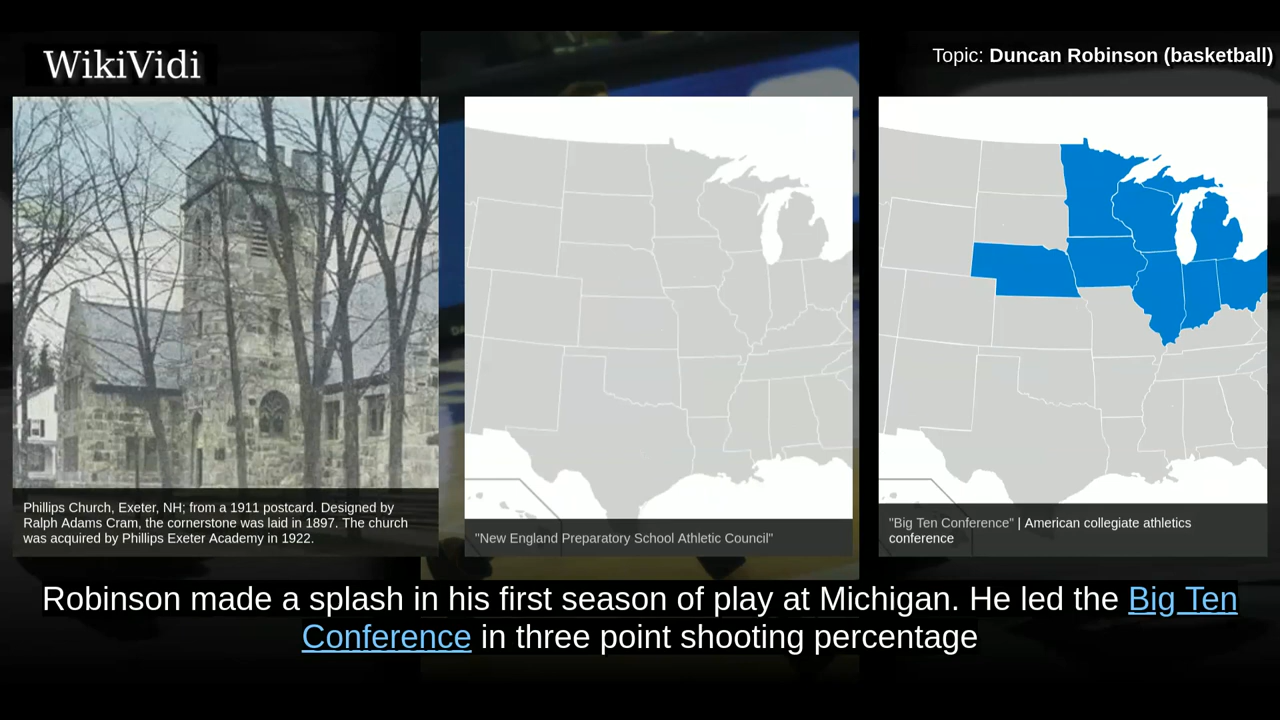 WikiVidi
Topic: Duncan Robinson (basketball)
Phillips Church, Exeter, NH; from a 1911 postcard. Designed by
Ralph Adams Cram, the cornerstone was laid in 1897. The church
was acquired by Phillips Exeter Academy in 1922.
"New England Preparatory School Athletic Council"
"Big Ten Conference" | American collegiate athletics
conference
Robinson made a splash in his first season of play at Michigan. He led the Big Ten
Conference in three point shooting percentage